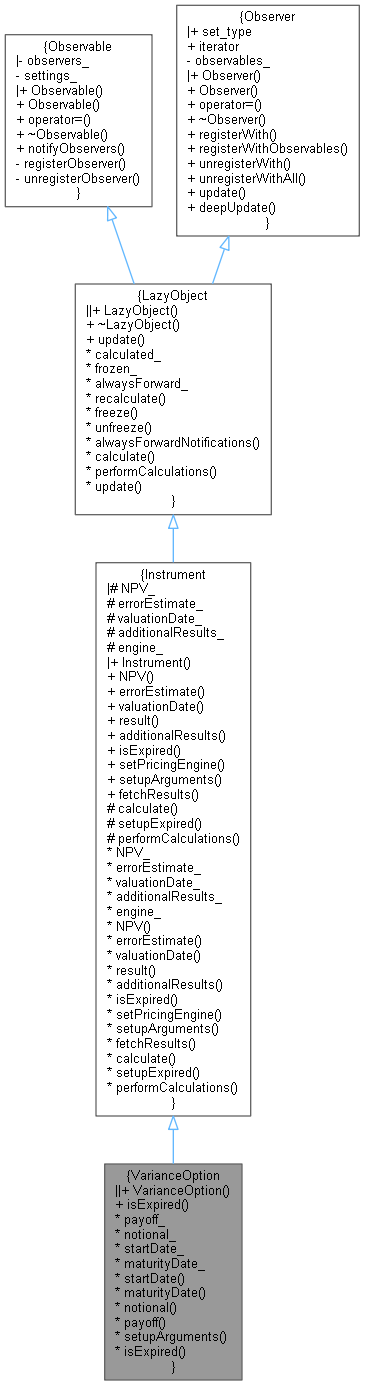 {Observable
|- observers_
- settings_
|+ Observable()
+ Observable()
+ operator=()
+ ~Observable()
+ notifyObservers()
- registerObserver()
- unregisterObserver()
}
{Observer
|+ set_type
+ iterator
- observables_
|+ Observer()
+ Observer()
+ operator=()
+ ~Observer()
+ registerWith()
+ registerWithObservables()
+ unregisterWith()
+ unregisterWithAll()
+ update()
+ deepUpdate()
}
{LazyObject
||+ LazyObject()
+ ~LazyObject()
+ update()
* calculated_
* frozen_
* alwaysForward_
* recalculate()
* freeze()
* unfreeze()
* alwaysForwardNotifications()
* calculate()
* performCalculations()
* update()
}
{Instrument
|# NPV_
# errorEstimate_
# valuationDate_
# additionalResults_
# engine_
|+ Instrument()
+ NPV()
+ errorEstimate()
+ valuationDate()
+ result()
+ additionalResults()
+ isExpired()
+ setPricingEngine()
+ setupArguments()
+ fetchResults()
# calculate()
# setupExpired()
# performCalculations()
* NPV_
* errorEstimate_
* valuationDate_
* additionalResults_
* engine_
* NPV()
* errorEstimate()
* valuationDate()
* result()
* additionalResults()
* isExpired()
* setPricingEngine()
* setupArguments()
* fetchResults()
* calculate()
* setupExpired()
* performCalculations()
}
{VarianceOption
||+ VarianceOption()
+ isExpired()
* payoff_
* notional_
* startDate_
* maturityDate_
* startDate()
* maturityDate()
* notional()
* payoff()
* setupArguments()
* isExpired()
}